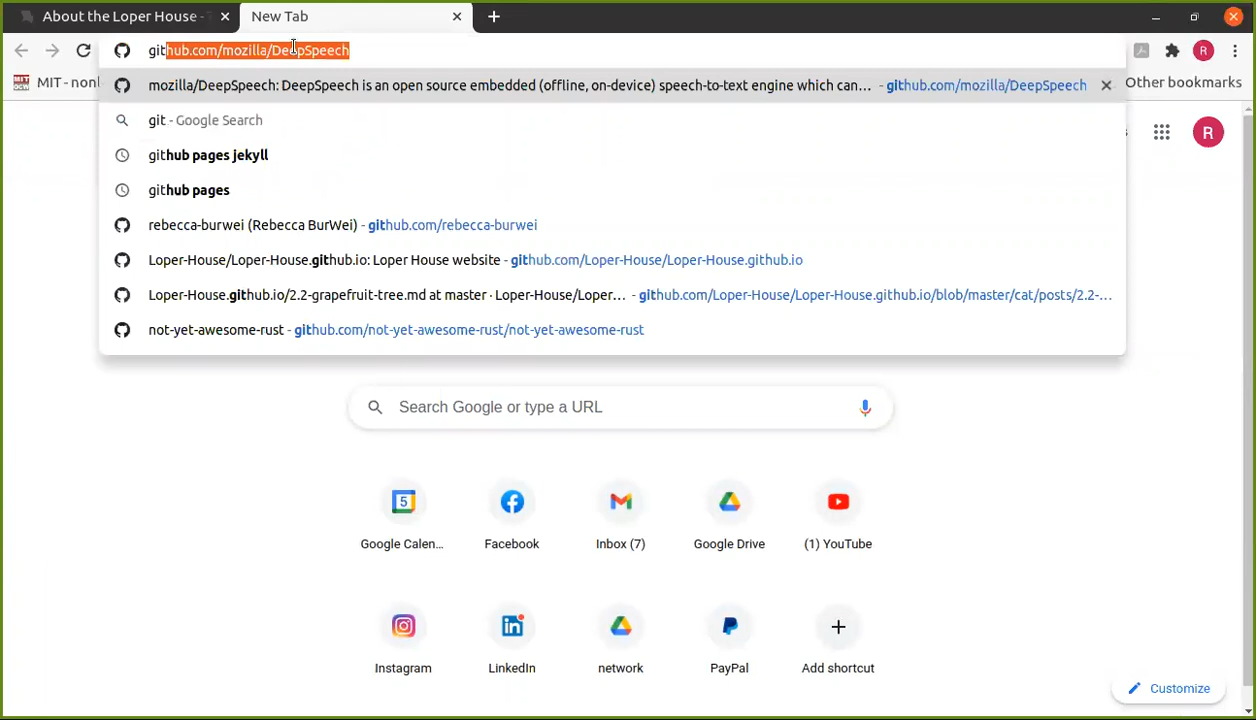 About the Loper House -
New Tab
github.com/mozilla/DeepSpeech
R
MIT - nonl
mozilla/DeepSpeech: DeepSpeech is an open source embedded (offline, on-device) speech-to-text engine which can... - github.com/mozilla/DeepSpeech
Other bookmarks
git - Google Search
R
github pages jekyll
github pages
rebecca-burwei (Rebecca BurWei) - github.com/rebecca-burwei
Loper-House/Loper-House.github.io: Loper House website - github.com/Loper-House/Loper-House.github.io
Loper-House.github.io/2.2-grapefruit-tree.md at master · Loper-House/Loper... - github.com/Loper-House/Loper-House.github.io/blob/master/cat/posts/2.2-...
not-yet-awesome-rust - github.com/not-yet-awesome-rust/not-yet-awesome-rust
Search Google or type a URL
5
Google Calen...
Facebook
Inbox (7)
Google Drive
(1) YouTube
Instagram
LinkedIn
network
PayPal
Add shortcut
Customize